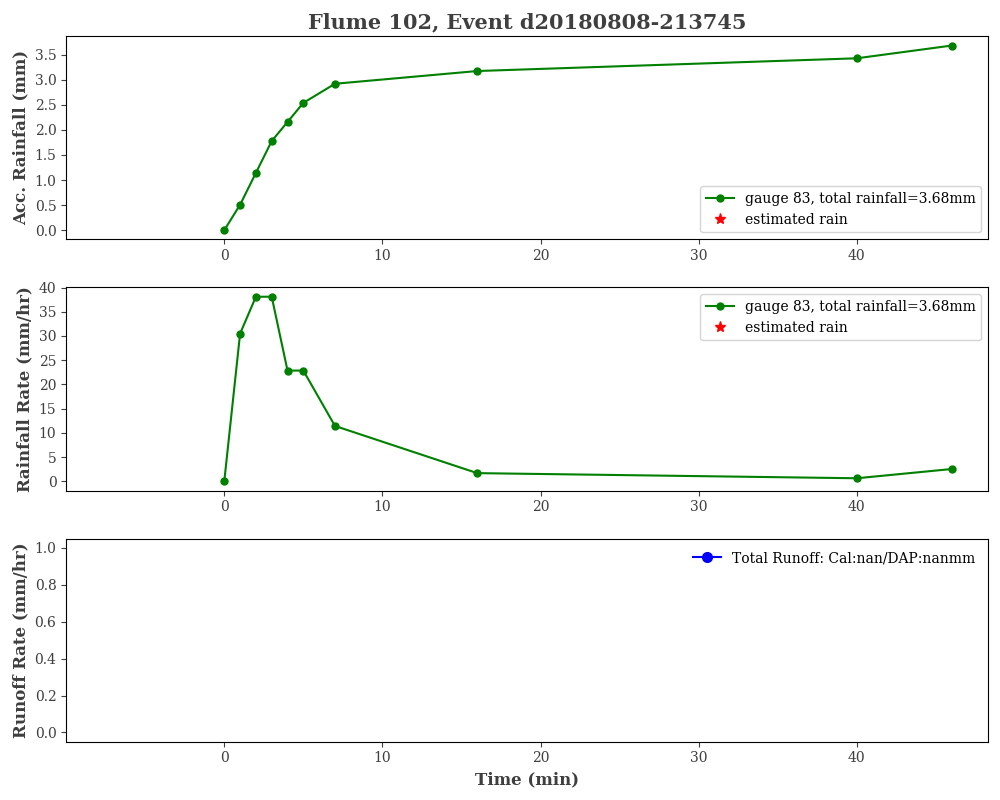 Flume 102, Event d20180808-213745
Acc. Rainfall (mm)
3.5
3.0
2.5
2.0
1.5
1.0
0.5
0.0
gauge 83, total rainfall=3.68mm
estimated rain
0 10 20 30 40
Rainfall Rate (mm/hr)
40
35
30
25
20
15
10
5
0
gauge 83, total rainfall=3.68mm
estimated rain
0 10 20 30 40
Runoff Rate (mm/hr)
1.0
0.8
0.6
0.4
0.2
0.0
Total Runoff: Cal:nan/DAP:nanmm
0 10 20 30 40
Time (min)